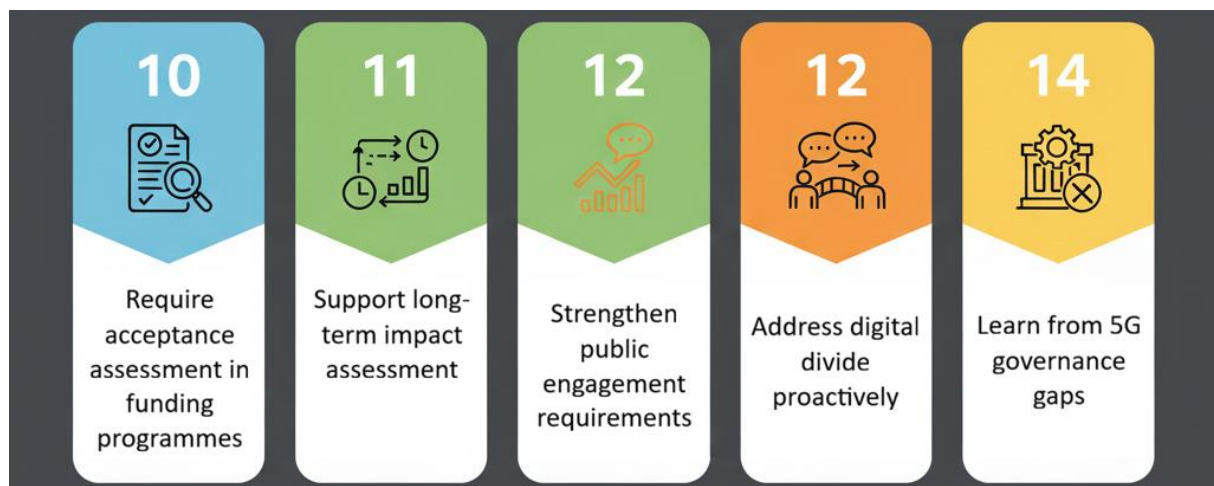 10
Require
acceptance
assessment in
funding
programmes
11
Support long-
term impact
assessment
12
Strengthen
public
engagement
requirements
12
Address digital
divide
proactively
14
Learn from 5G
governance
gaps